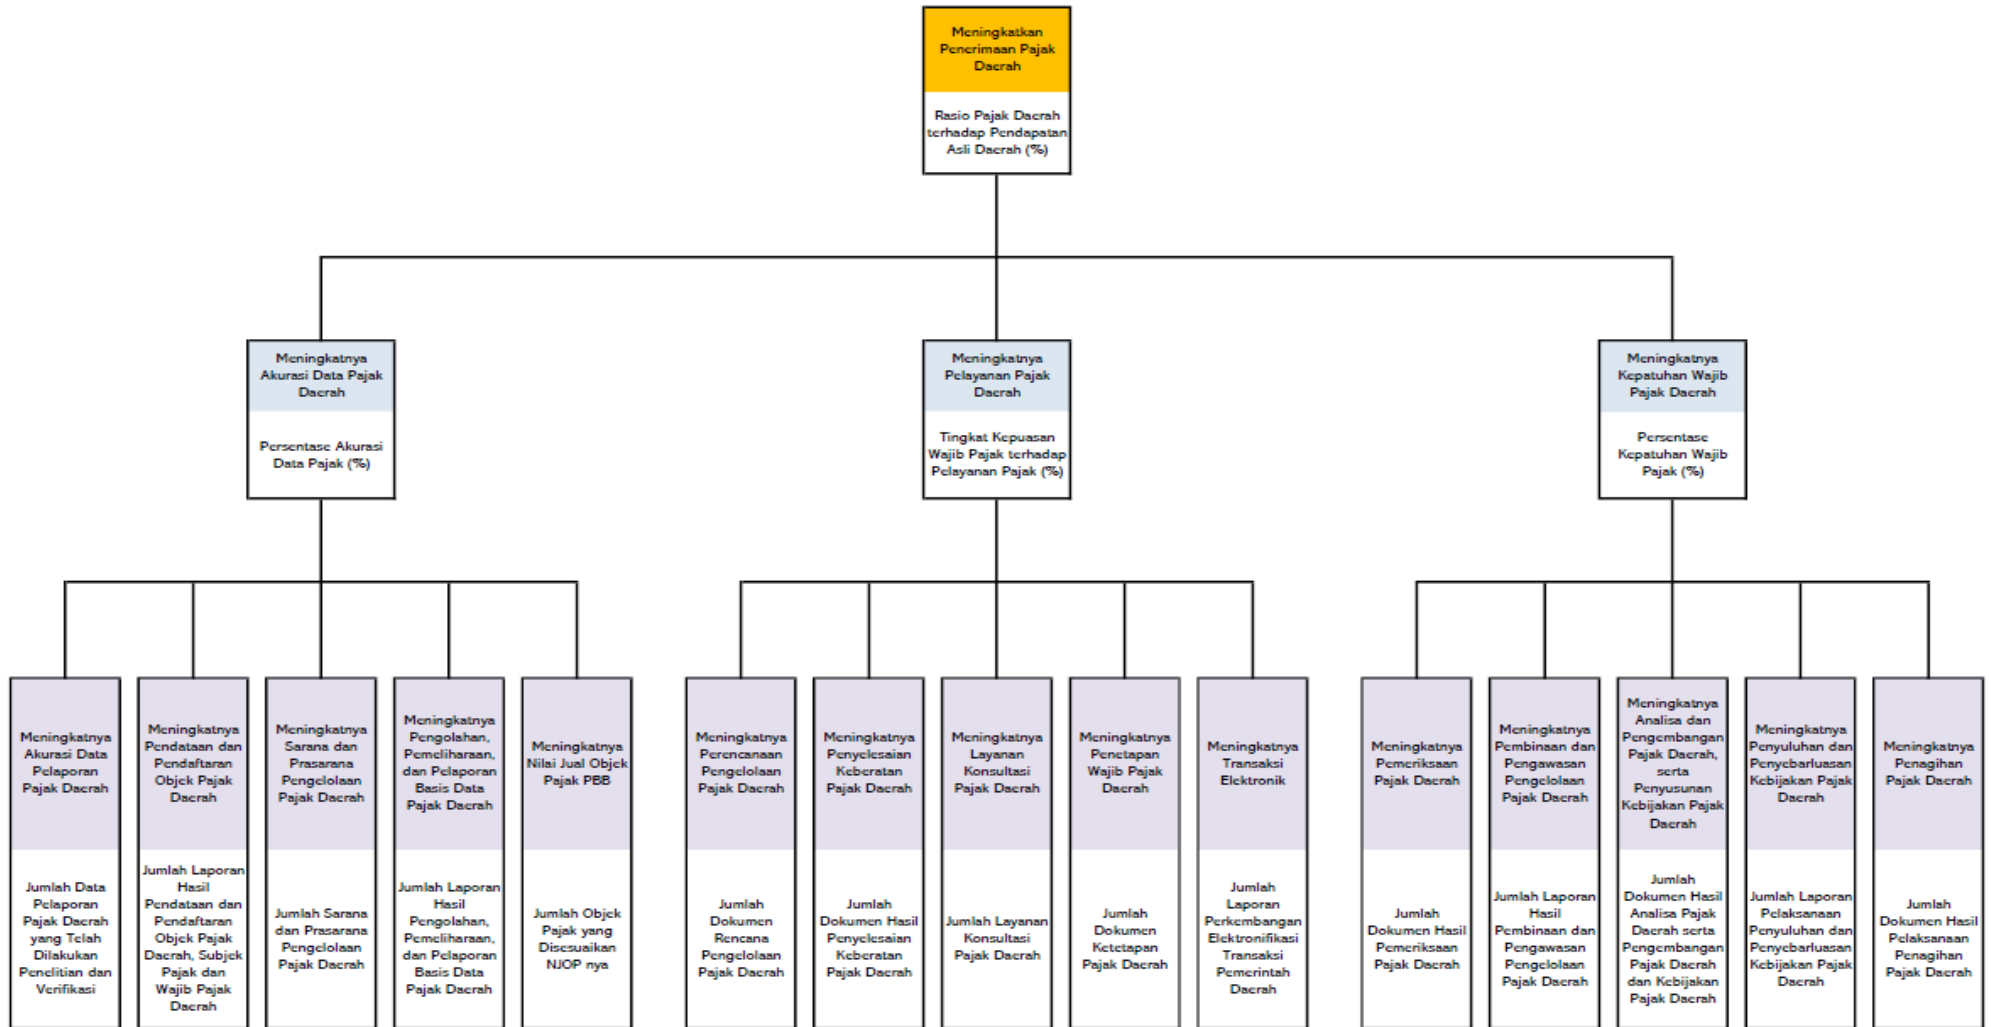 Meningkatkan
Penerimaan Pajak
Daerah
Rasio Pajak Daerah
terhadap Pendapatan
Asli Daerah (%)
Meningkatnya
Akurasi Data Pajak
Daerah
Persentase Akurasi
Data Pajak (%)
Meningkatnya
Pelayanan Pajak
Daerah
Tingkat Kepuasan
Wajib Pajak terhadap
Pelayanan Pajak (%)
Meningkatnya
Kepatuhan Wajib
Pajak Daerah
Persentase
Kepatuhan Wajib
Pajak (%)
Meningkatnya
Akurasi Data
Pelaporan
Pajak Daerah
Jumlah Data
Pelaporan
Pajak Daerah
yang Telah
Dilakukan
Penelitian dan
Verifikasi
Meningkatnya
Pendataan dan
Pendaftaran
Objek Pajak
Daerah
Jumlah Laporan
Hasil
Pendataan dan
Pendaftaran
Objek Pajak
Daerah, Subjek
Pajak dan
Wajib Pajak
Daerah
Meningkatnya
Sarana dan
Prasarana
Pengelolaan
Pajak Daerah
Jumlah Sarana
dan Prasarana
Pengelolaan
Pajak Daerah
Meningkatnya
Pengolahan,
Pemeliharaan,
dan Pelaporan
Basis Data
Pajak Daerah
Jumlah Laporan
Hasil
Pengolahan,
Pemeliharaan,
dan Pelaporan
Basis Data
Pajak Daerah
Meningkatnya
Nilai Jual Objek
Pajak PBB
Jumlah Objek
Pajak yang
Disesuaikan
NJOP nya
Meningkatnya
Perencanaan
Pengelolaan
Pajak Daerah
Jumlah
Dokumen
Rencana
Pengelolaan
Pajak Daerah
Meningkatnya
Penyelesaian
Keberatan
Pajak Daerah
Jumlah
Dokumen Hasil
Penyelesaian
Keberatan
Pajak Daerah
Meningkatnya
Layanan
Konsultasi
Pajak Daerah
Jumlah Layanan
Konsultasi
Pajak Daerah
Meningkatnya
Penetapan
Wajib Pajak
Daerah
Jumlah
Dokumen
Ketetapan
Pajak Daerah
Meningkatnya
Transaksi
Elektronik
Jumlah
Laporan
Perkembangan
Elektronifikasi
Transaksi
Pemerintah
Daerah
Meningkatnya
Pemeriksaan
Pajak Daerah
Jumlah
Dokumen Hasil
Pemeriksaan
Pajak Daerah
Meningkatnya
Pembinaan dan
Pengawasan
Pengelolaan
Pajak Daerah
Jumlah Laporan
Hasil
Pembinaan dan
Pengawasan
Pengelolaan
Pajak Daerah
Meningkatnya
Analisa dan
Pengembangan
Pajak Daerah,
serta
Penyusunan
Kebijakan Pajak
Daerah
Jumlah
Dokumen Hasil
Analisa Pajak
Daerah serta
Pengembangan
Pajak Daerah
dan Kebijakan
Pajak Daerah
Meningkatnya
Penyuluhan dan
Penyebarluasan
Kebijakan Pajak
Daerah
Jumlah Laporan
Pelaksanaan
Penyuluhan dan
Penyebarluasan
Kebijakan Pajak
Daerah
Meningkatnya
Penagihan
Pajak Daerah
Jumlah
Dokumen Hasil
Pelaksanaan
Penagihan
Pajak Daerah